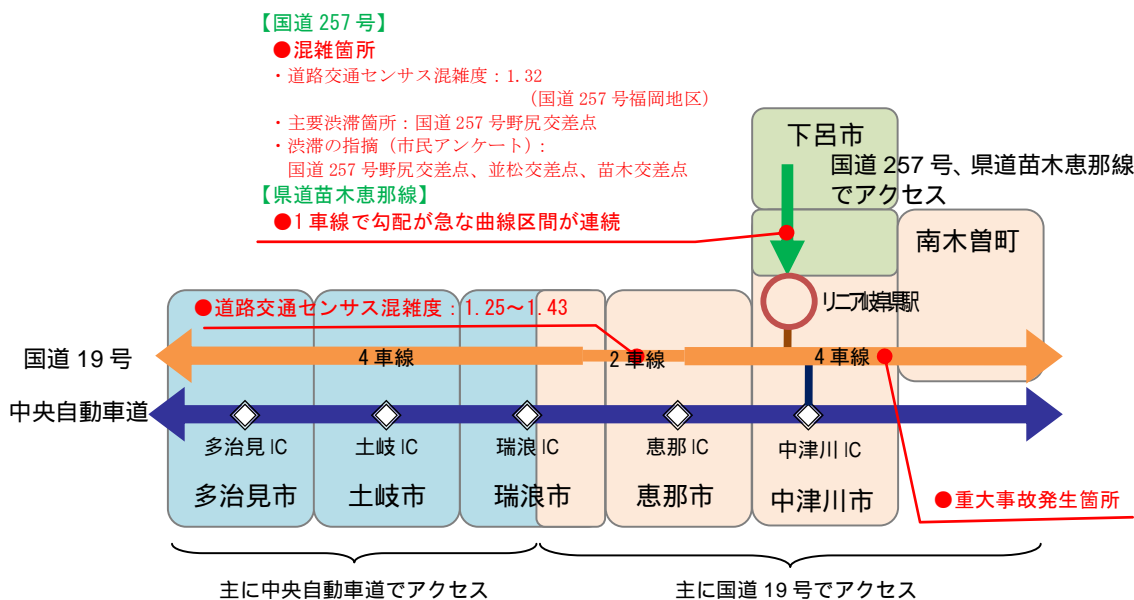 【国道 257 号】
●混雑箇所
・道路交通センサス混雑度：1.32
（国道 257 号福岡地区）
・主要渋滞箇所：国道 257 号野尻交差点
・渋滞の指摘（市民アンケート）：
国道 257 号野尻交差点、並松交差点、苗木交差点
【県道苗木恵那線】
●1 車線で勾配が急な曲線区間が連続
下呂市
国道 257 号、県道苗木恵那線
でアクセス
南木曽町
リニア岐阜県駅
●道路交通センサス混雑度：1.25～1.43
国道 19 号
4 車線
2 車線
4 車線
中央自動車道
多治見 IC
土岐 IC
瑞浪 IC
恵那 IC
中津川 IC
多治見市
土岐市
瑞浪市
恵那市
中津川市
●重大事故発生箇所
主に中央自動車道でアクセス
主に国道 19 号でアクセス